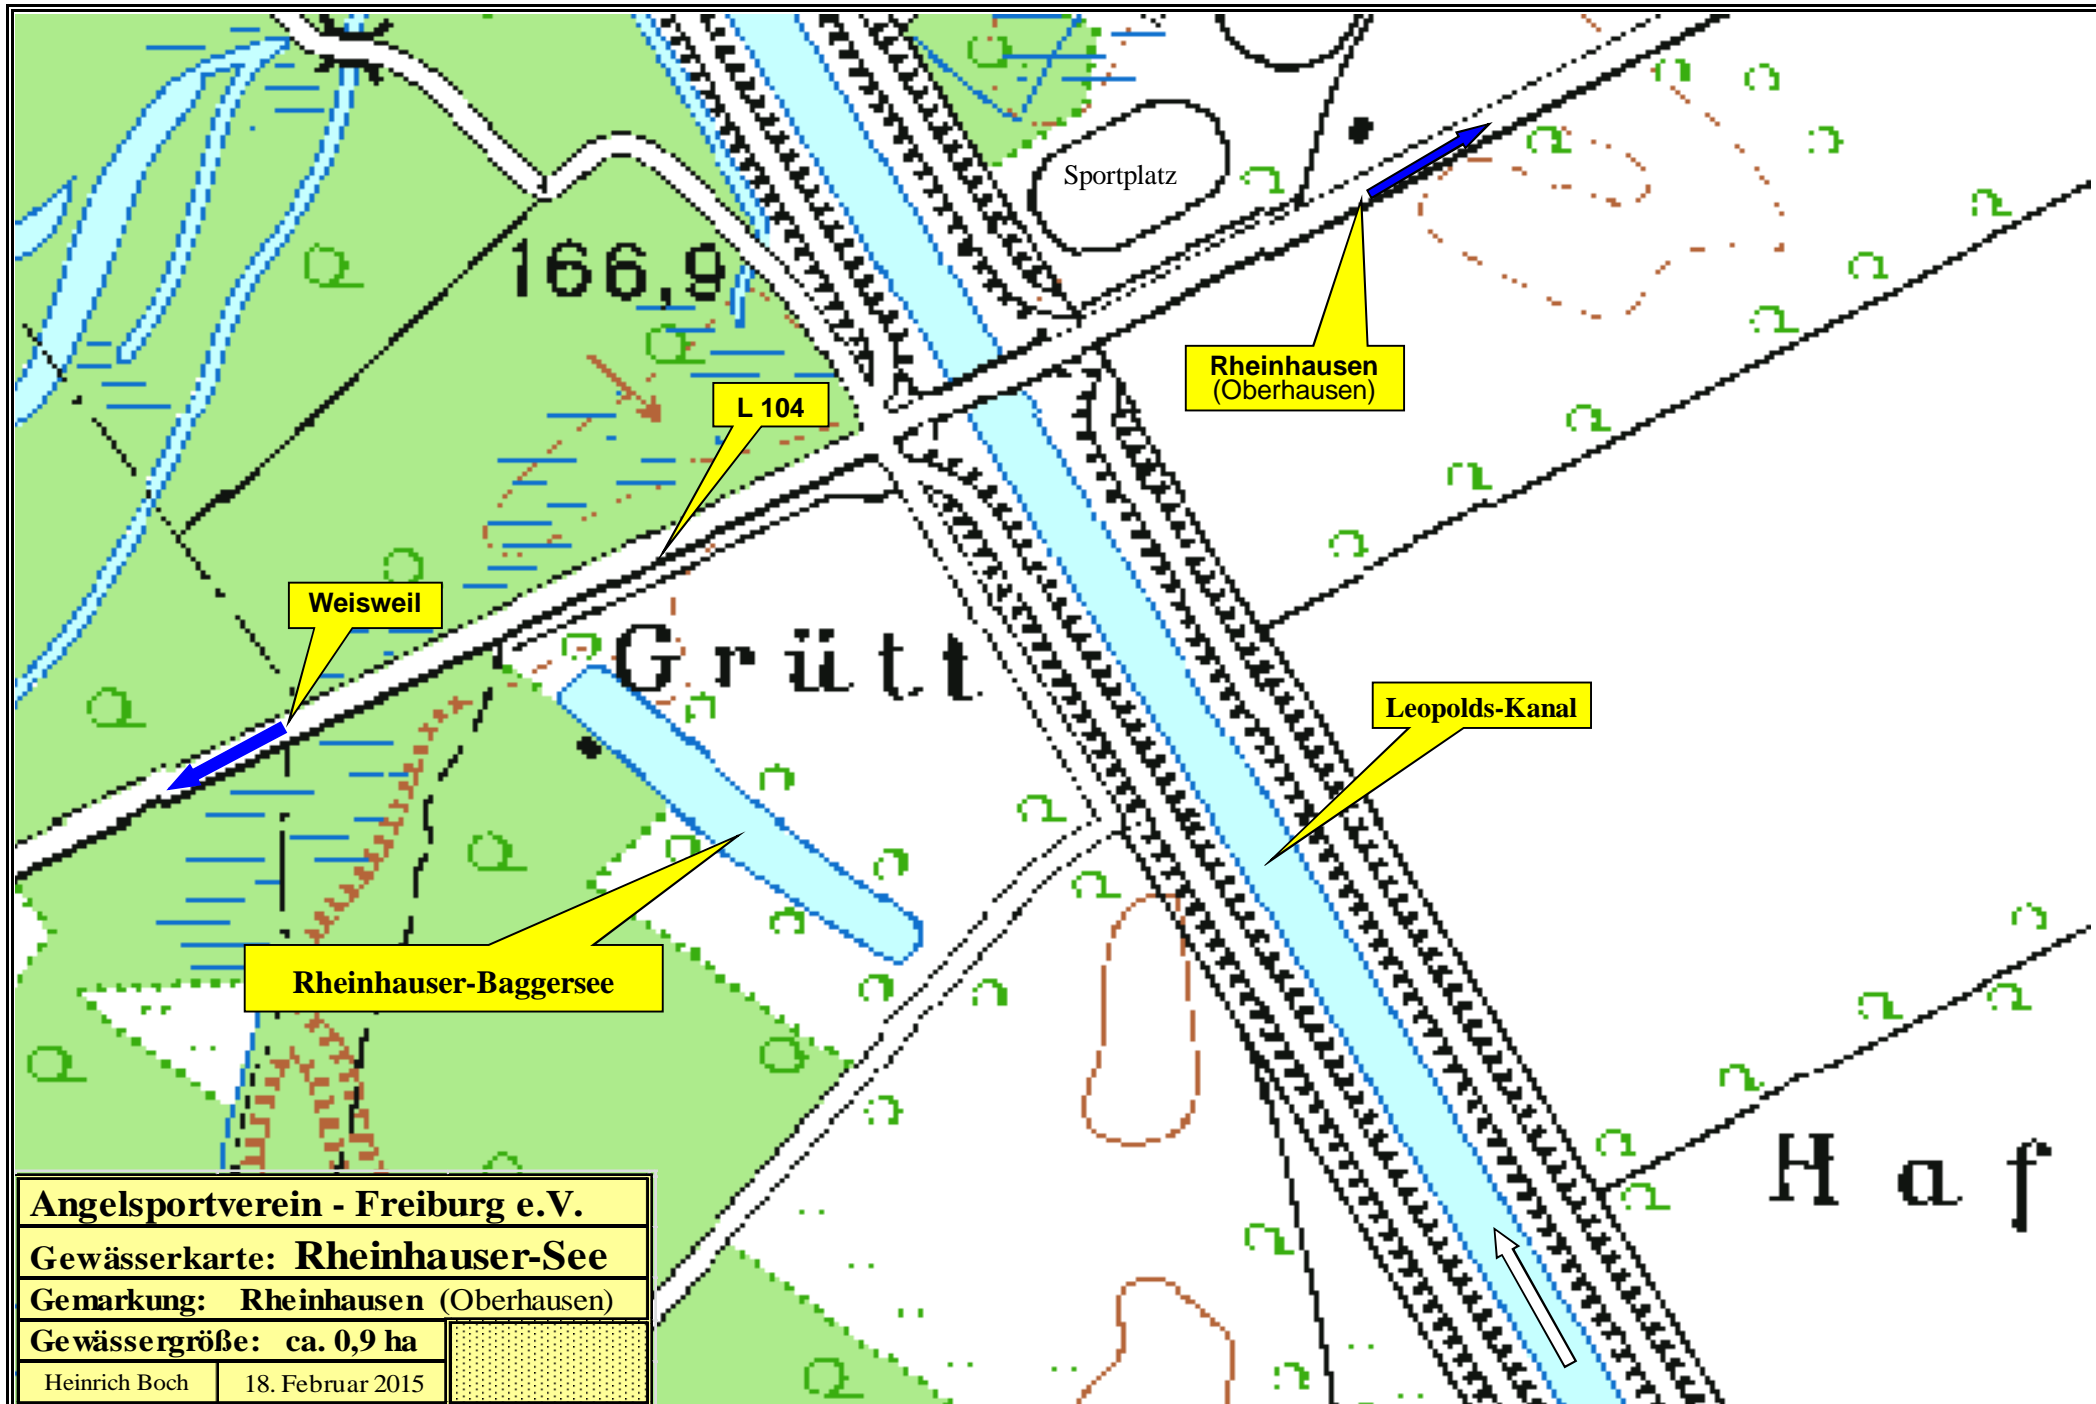 Sportplatz
166,9
Rheinhausen
(Oberhausen)
L 104
Weisweil
Grütt
Leopolds-Kanal
Rheinhauser-Baggersee
Haf
Angelsportverein - Freiburg e.V.
Gewässerkarte: Rheinhauser-See
Gemarkung: Rheinhausen (Oberhausen)
Gewässergröße: ca. 0,9 ha
Heinrich Boch 18. Februar 2015